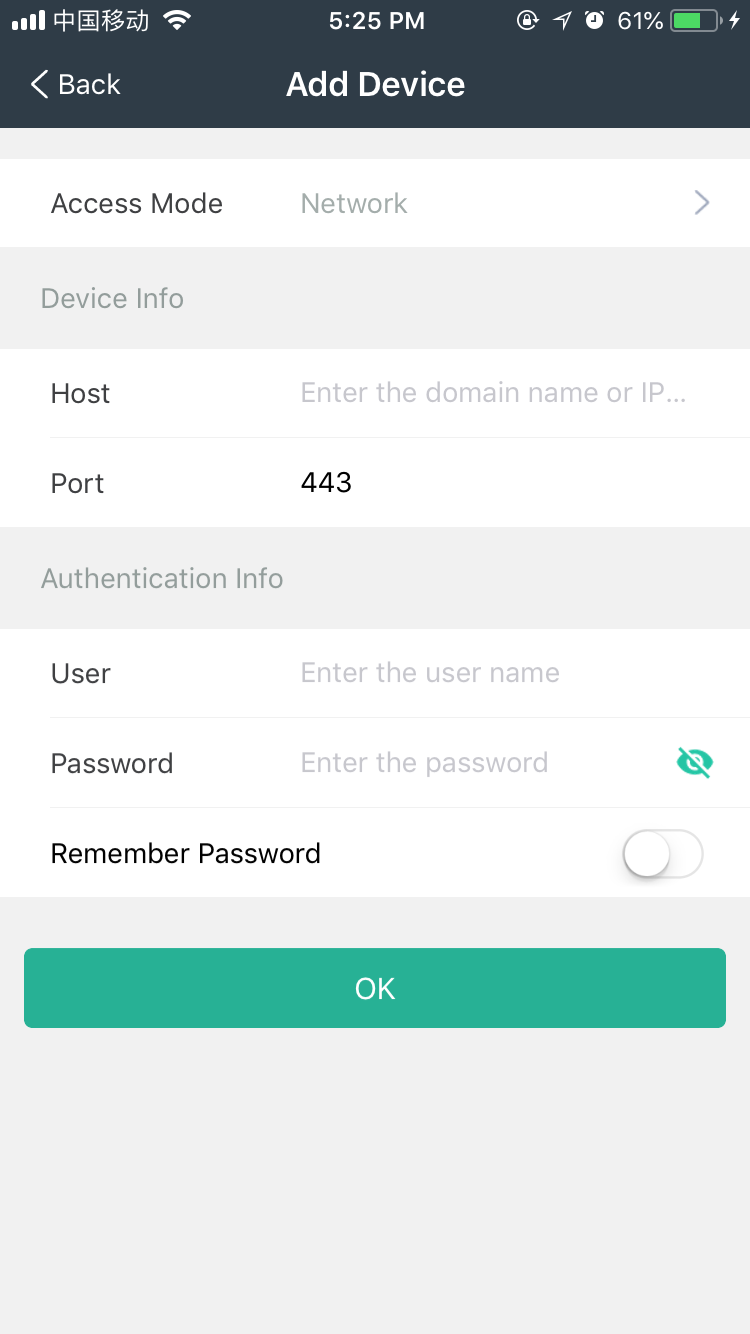 中国移动 5:25 PM 61%
Back Add Device
Access Mode Network
Device Info
Host Enter the domain name or IP...
Port 443
Authentication Info
User Enter the user name
Password Enter the password
Remember Password
OK